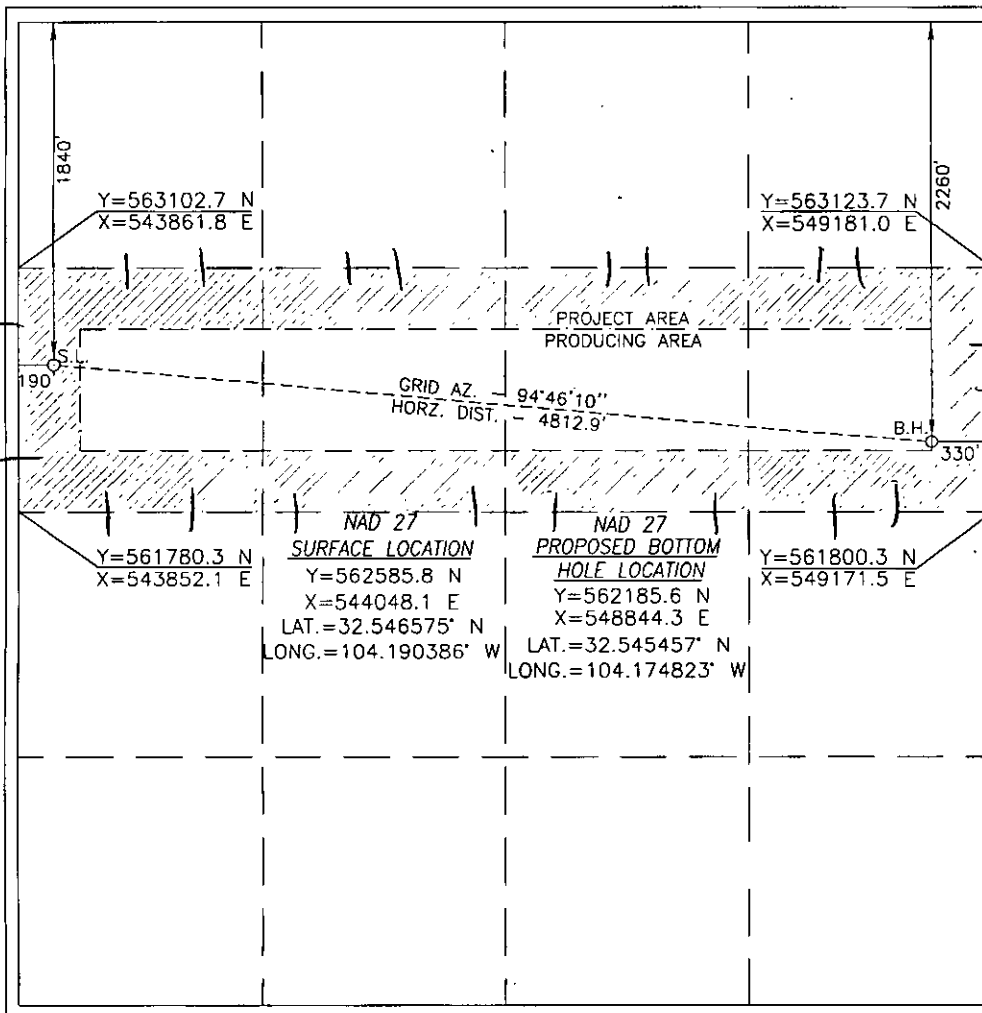 1840'
2260'
Y=563102.7 N
X=543861.8 E
Y=563123.7 N
X=549181.0 E
PROJECT AREA
PRODUCING AREA
S.L.
190'
GRID AZ. - 94°46'10"
HORZ. DIST. - 4812.9'
B.H.
330'
Y=561780.3 N
X=543852.1 E
NAD 27
SURFACE LOCATION
Y=562585.8 N
X=544048.1 E
LAT.=32.546575° N
LONG.=104.190386° W
NAD 27
PROPOSED BOTTOM
HOLE LOCATION
Y=562185.6 N
X=548844.3 E
LAT.=32.545457° N
LONG.=104.174823° W
Y=561800.3 N
X=549171.5 E